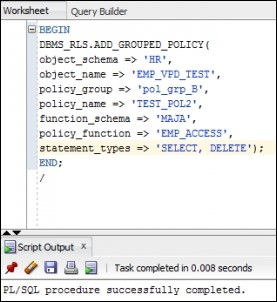 Worksheet Query Builder
BEGIN
DBMS_RLS.ADD_GROUPED_POLICY(
object_schema => 'HR',
object_name => 'EMP_VPD_TEST',
policy_group => 'pol_grp_B',
policy_name => 'TEST_POL2',
function_schema => 'MAJA',
policy_function => 'EMP_ACCESS',
statement_types => 'SELECT, DELETE');
END;
/
Script Output x
Task completed in 0.008 seconds
PL/SQL procedure successfully completed.